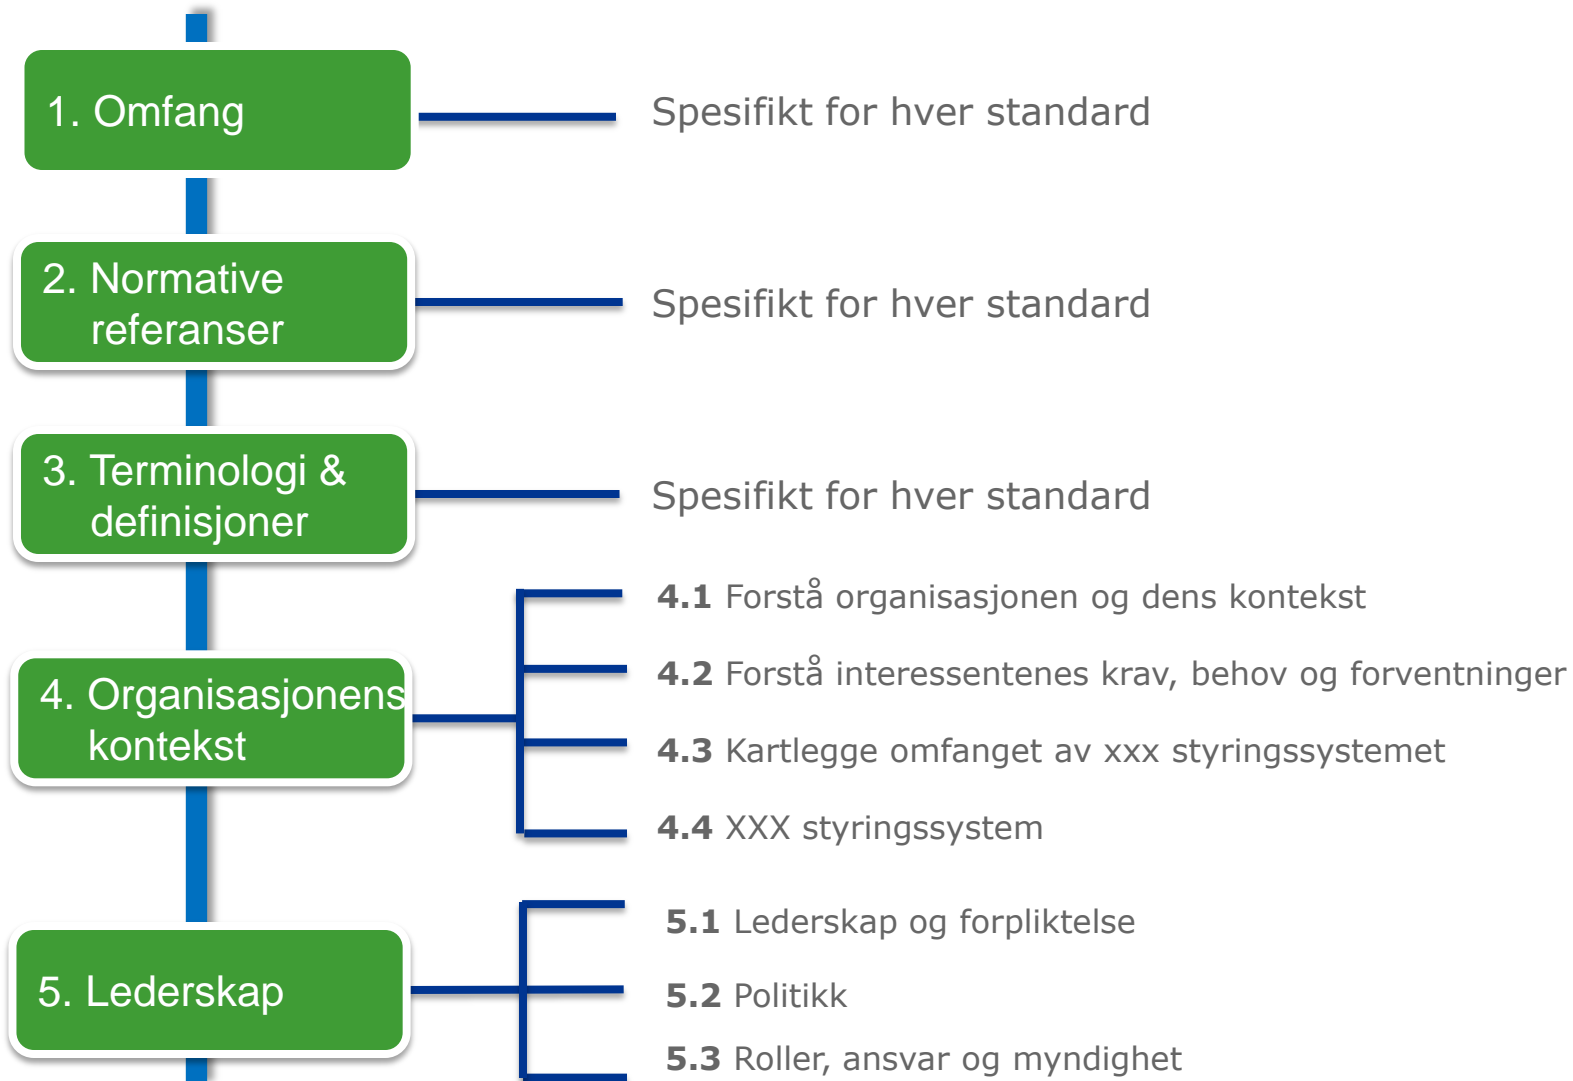 1. Omfang
Spesifikt for hver standard
2. Normative
referanser
Spesifikt for hver standard
3. Terminologi &
definisjoner
Spesifikt for hver standard
4. Organisasjonens
kontekst
4.1 Forstå organisasjonen og dens kontekst
4.2 Forstå interessentenes krav, behov og forventninger
4.3 Kartlegge omfanget av xxx styringssystemet
4.4 XXX styringssystem
5. Lederskap
5.1 Lederskap og forpliktelse
5.2 Politikk
5.3 Roller, ansvar og myndighet